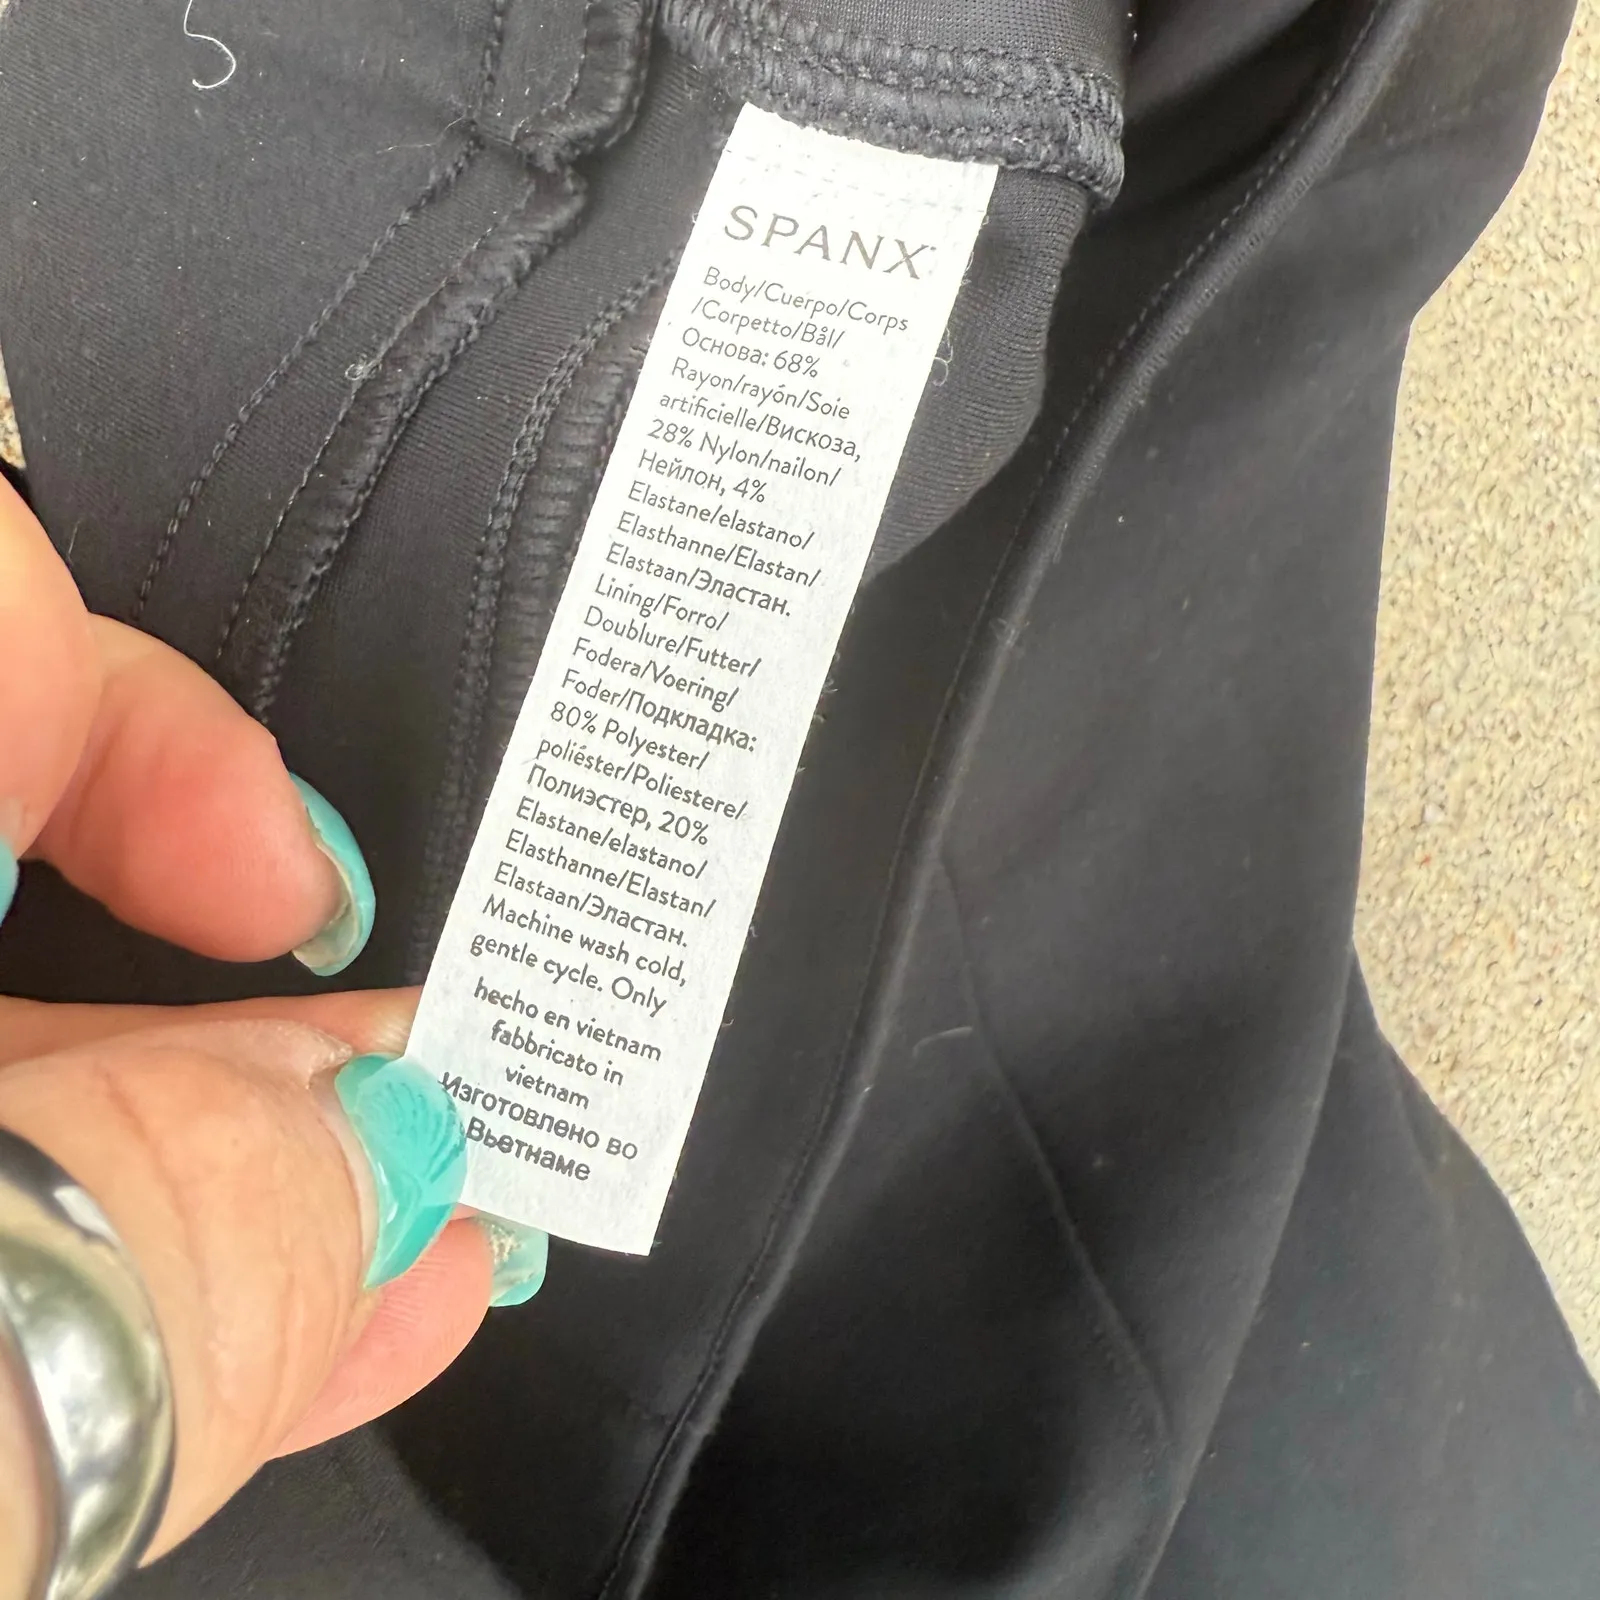 SPANX
Body/Cuerpo/Corps
/Corpetto/Bål/
Основа: 68%
Rayon/rayón/Soie
artificielle/Вискоза,
28% Nylon/nailon/
Нейлон, 4%
Elastane/elastano/
Elasthanne/Elastan/
Elastaan/Эластан.
Lining/Forro/
Doublure/Futter/
Fodera/Voering/
Foder/Подкладка:
80% Polyester/
poliéster/Poliestere/
Полиэстер, 20%
Elastane/elastano/
Elasthanne/Elastan/
Elastaan/Эластан.
Machine wash cold,
gentle cycle. Only
hecho en vietnam
fabbricato in
vietnam
Изготовлено во
Вьетнаме